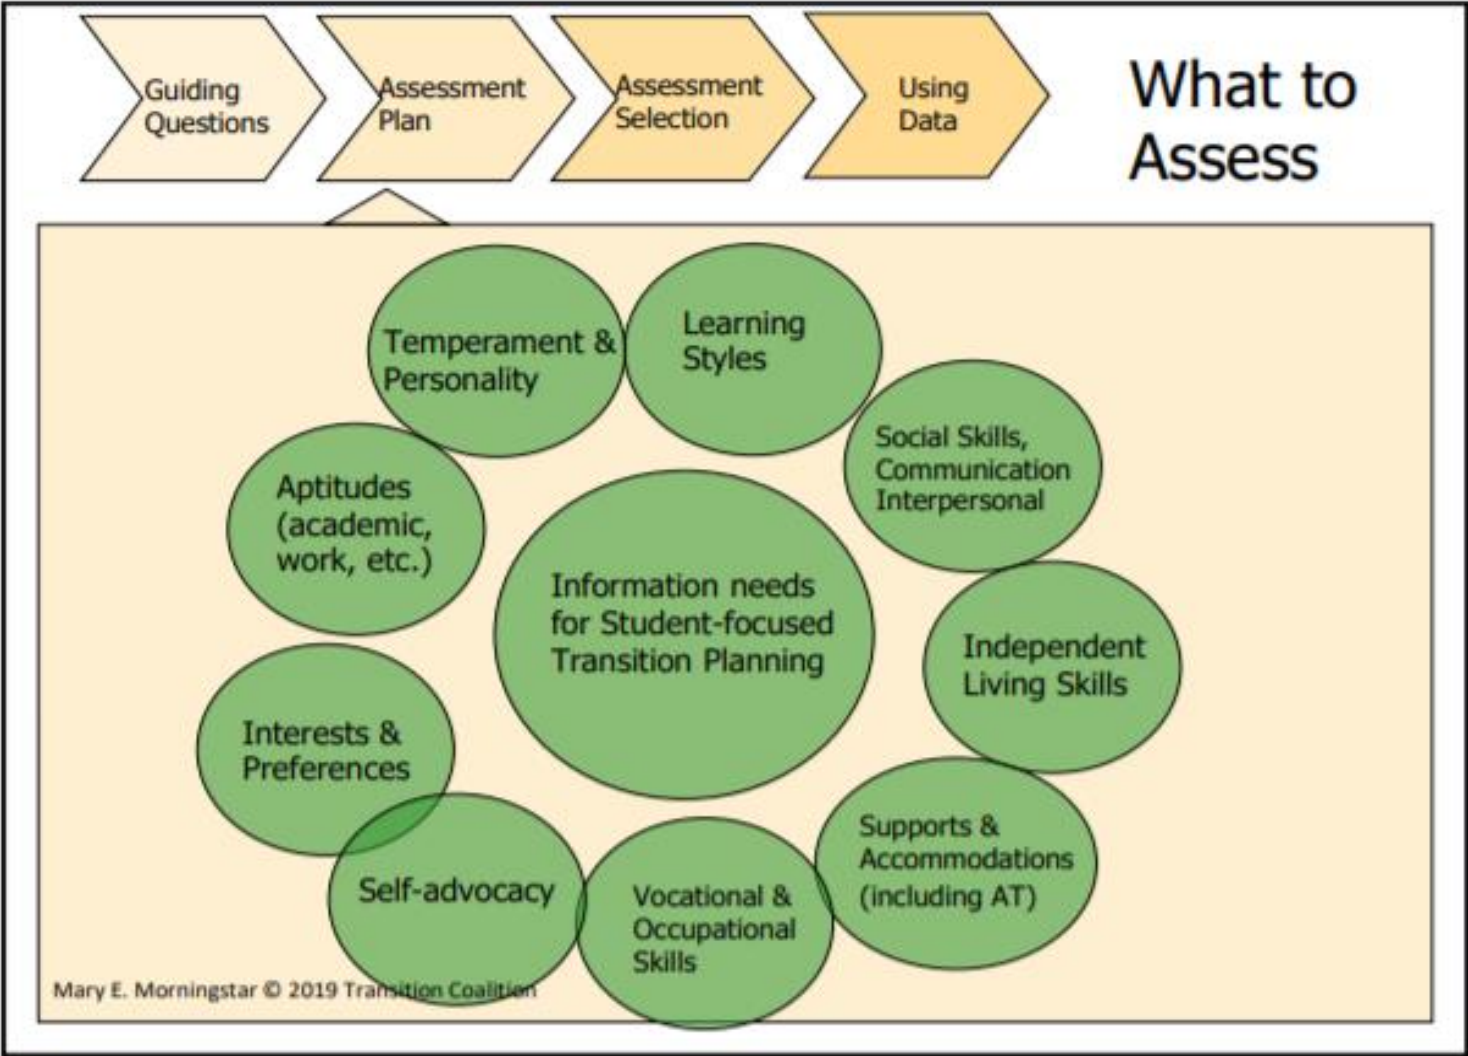 Guiding
Questions
Assessment
Plan
Assessment
Selection
Using
Data
What to
Assess
Temperament &
Personality
Learning
Styles
Social Skills,
Communication
Interpersonal
Aptitudes
(academic,
work, etc.)
Information needs
for Student-focused
Transition Planning
Independent
Living Skills
Interests &
Preferences
Supports &
Accommodations
(including AT)
Self-advocacy
Vocational &
Occupational
Skills
Mary E. Morningstar © 2019 Transition Coalition